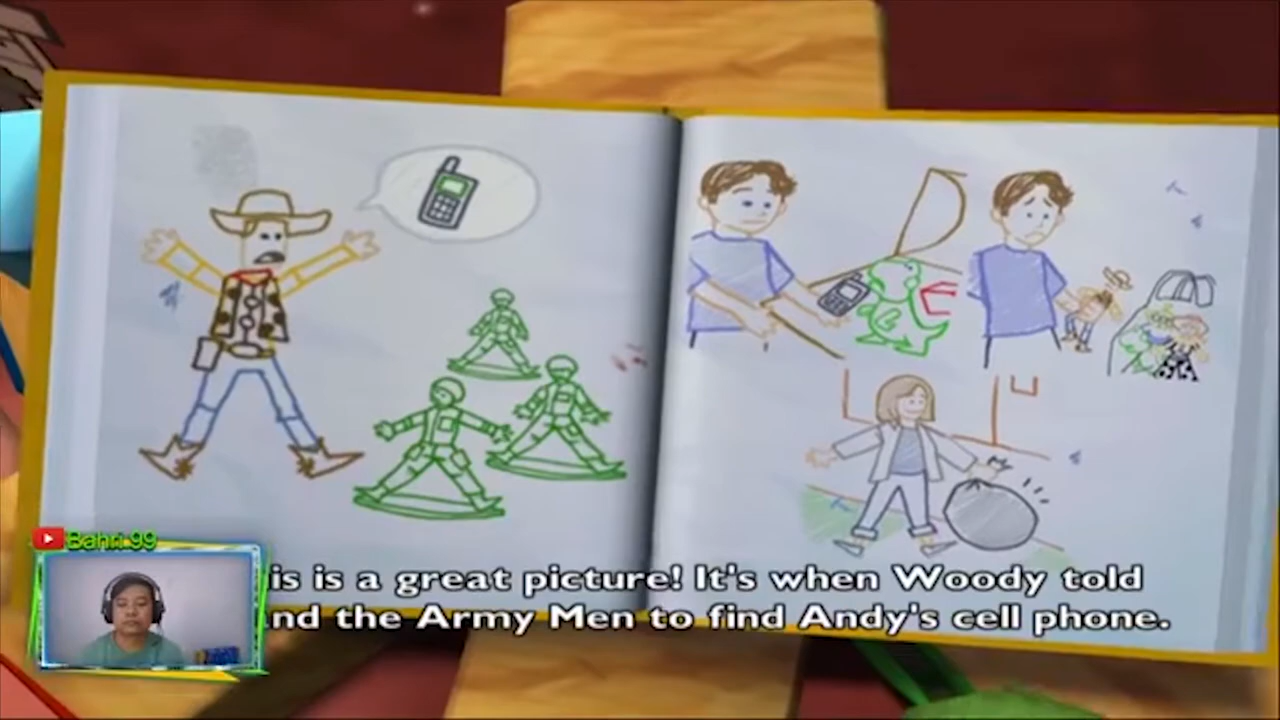 Bahri 99
is is a great picture! It's when Woody told
nd the Army Men to find Andy's cell phone.